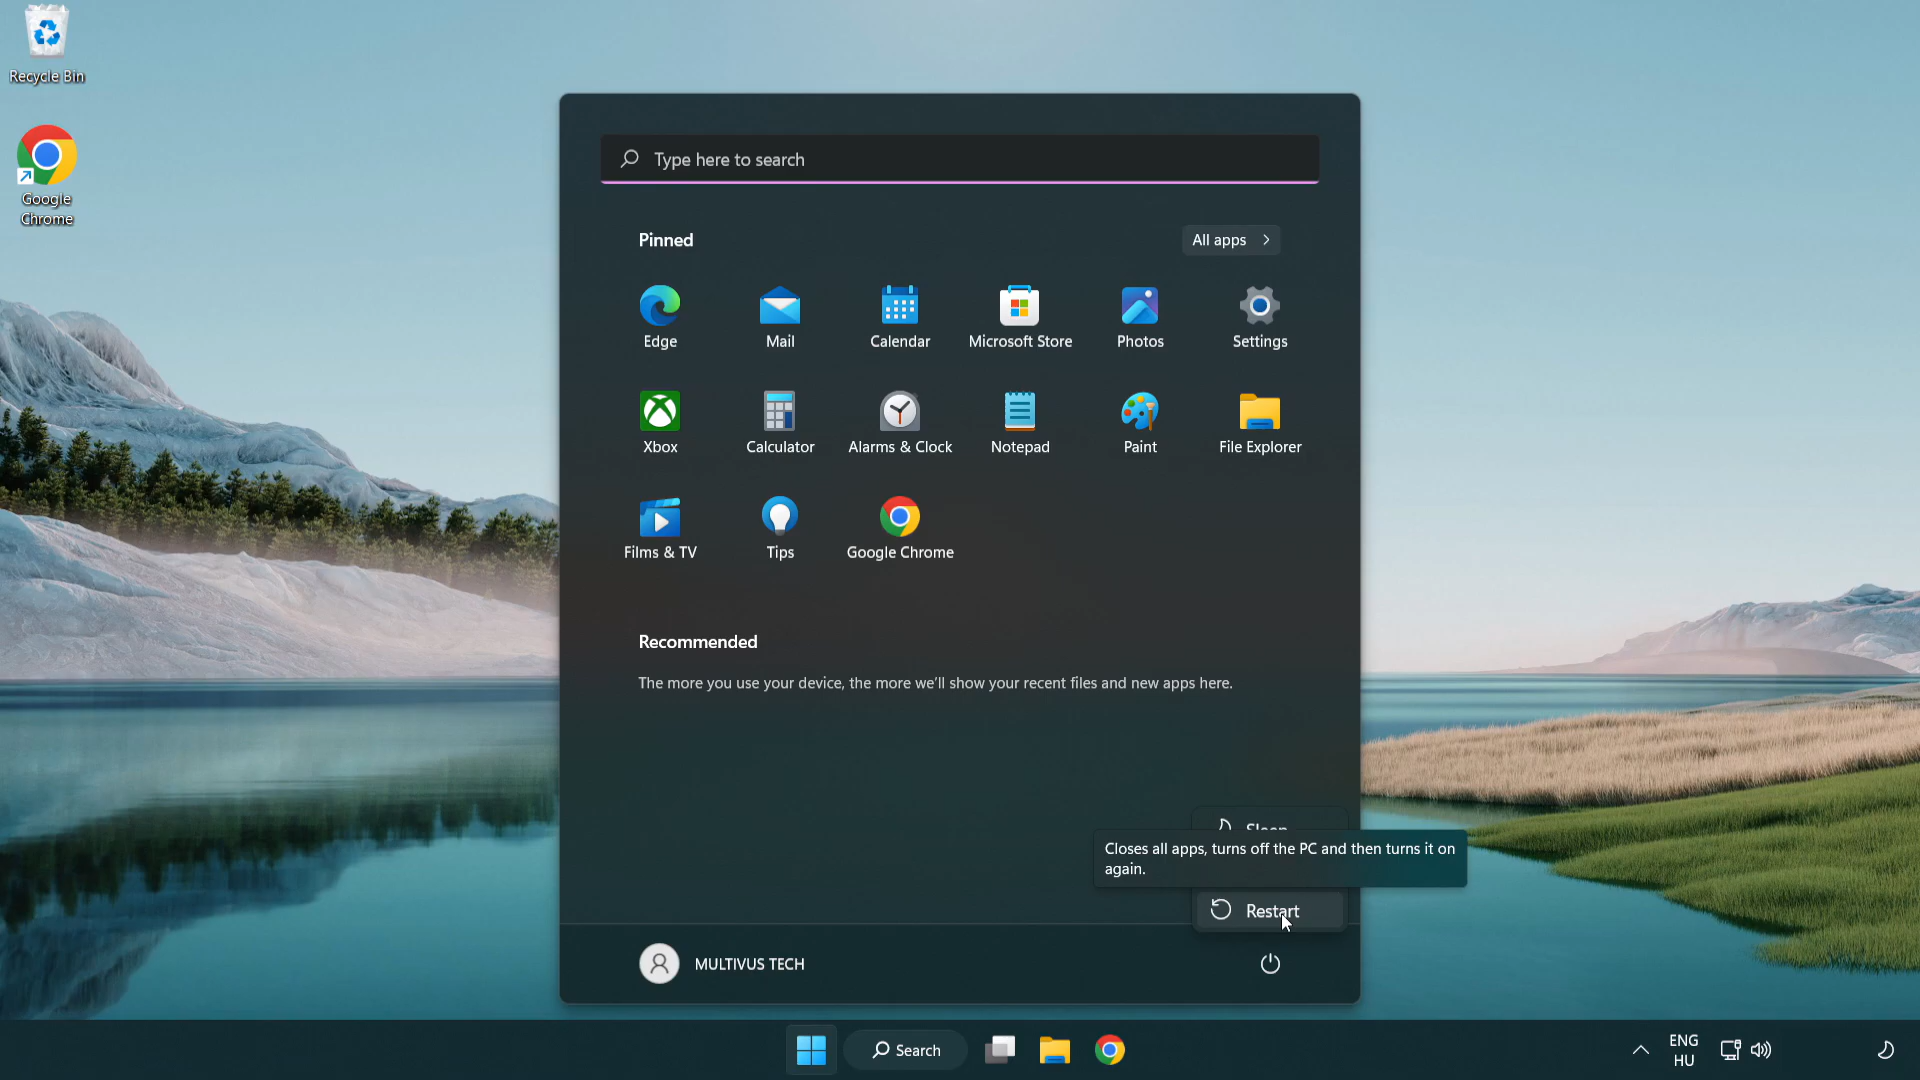 Recycle Bin
Google
Chrome
Type here to search
Pinned
All apps
Edge
Mail
Calendar
Microsoft Store
Photos
Settings
Xbox
Calculator
Alarms & Clock
Notepad
Paint
File Explorer
Films & TV
Tips
Google Chrome
Recommended
The more you use your device, the more we'll show your recent files and new apps here.
Sleep
Closes all apps, turns off the PC and then turns it on
again.
Restart
MULTIVUS TECH
Search
ENG
HU